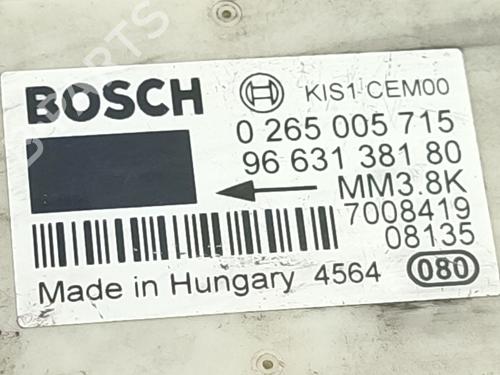 PARTS
BOSCH KIS1 CEM00
0 265 005 715
96 631 381 80
MM3.8K
7008419
08135
Made in Hungary 4564 080